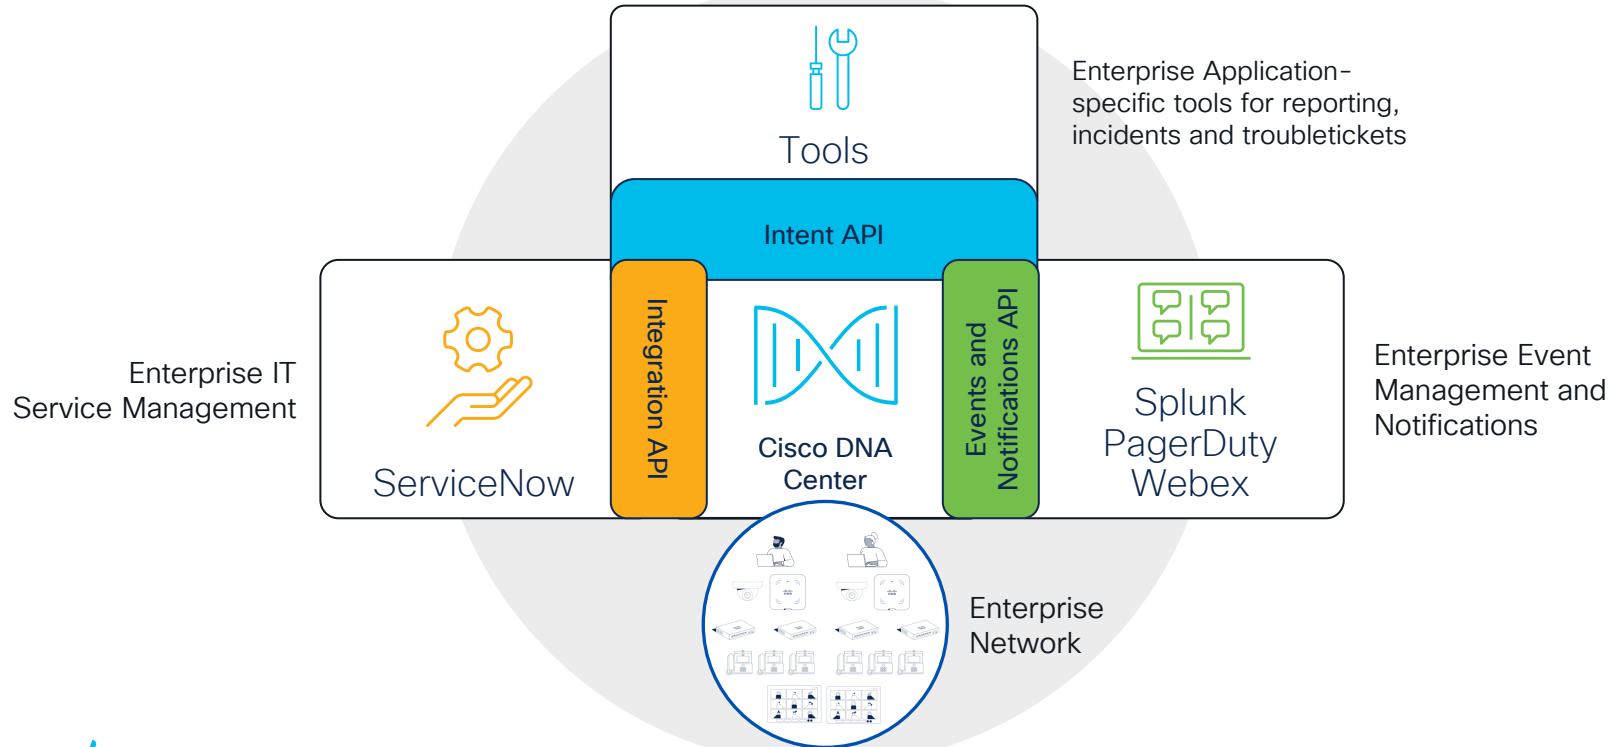 Tools
Enterprise Application-
specific tools for reporting,
incidents and troubletickets
Intent API
Enterprise IT
Service Management
ServiceNow
Integration API
Cisco DNA
Center
Events and
Notifications API
Splunk
PagerDuty
Webex
Enterprise Event
Management and
Notifications
Enterprise
Network